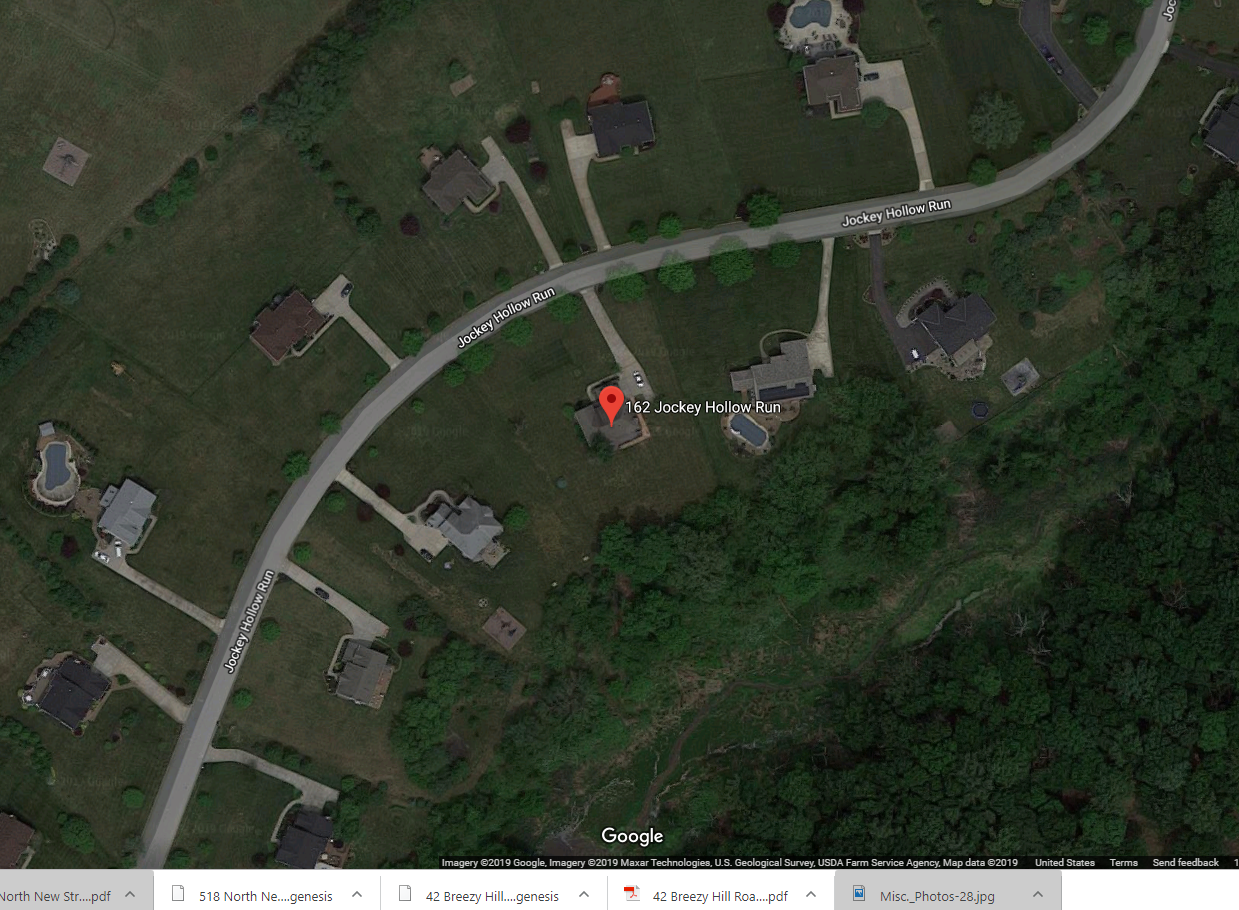 Joc
Jockey Hollow Run
Jockey Hollow Run
162 Jockey Hollow Run
Jockey Hollow Run
Google
Imagery ©2019 Google, Imagery ©2019 Maxar Technologies, U.S. Geological Survey, USDA Farm Service Agency, Map data ©2019 United States Terms Send feedback 1
North New Str....pdf 518 North Ne....genesis 42 Breezy Hill....genesis 42 Breezy Hill Roa....pdf Misc._Photos-28.jpg